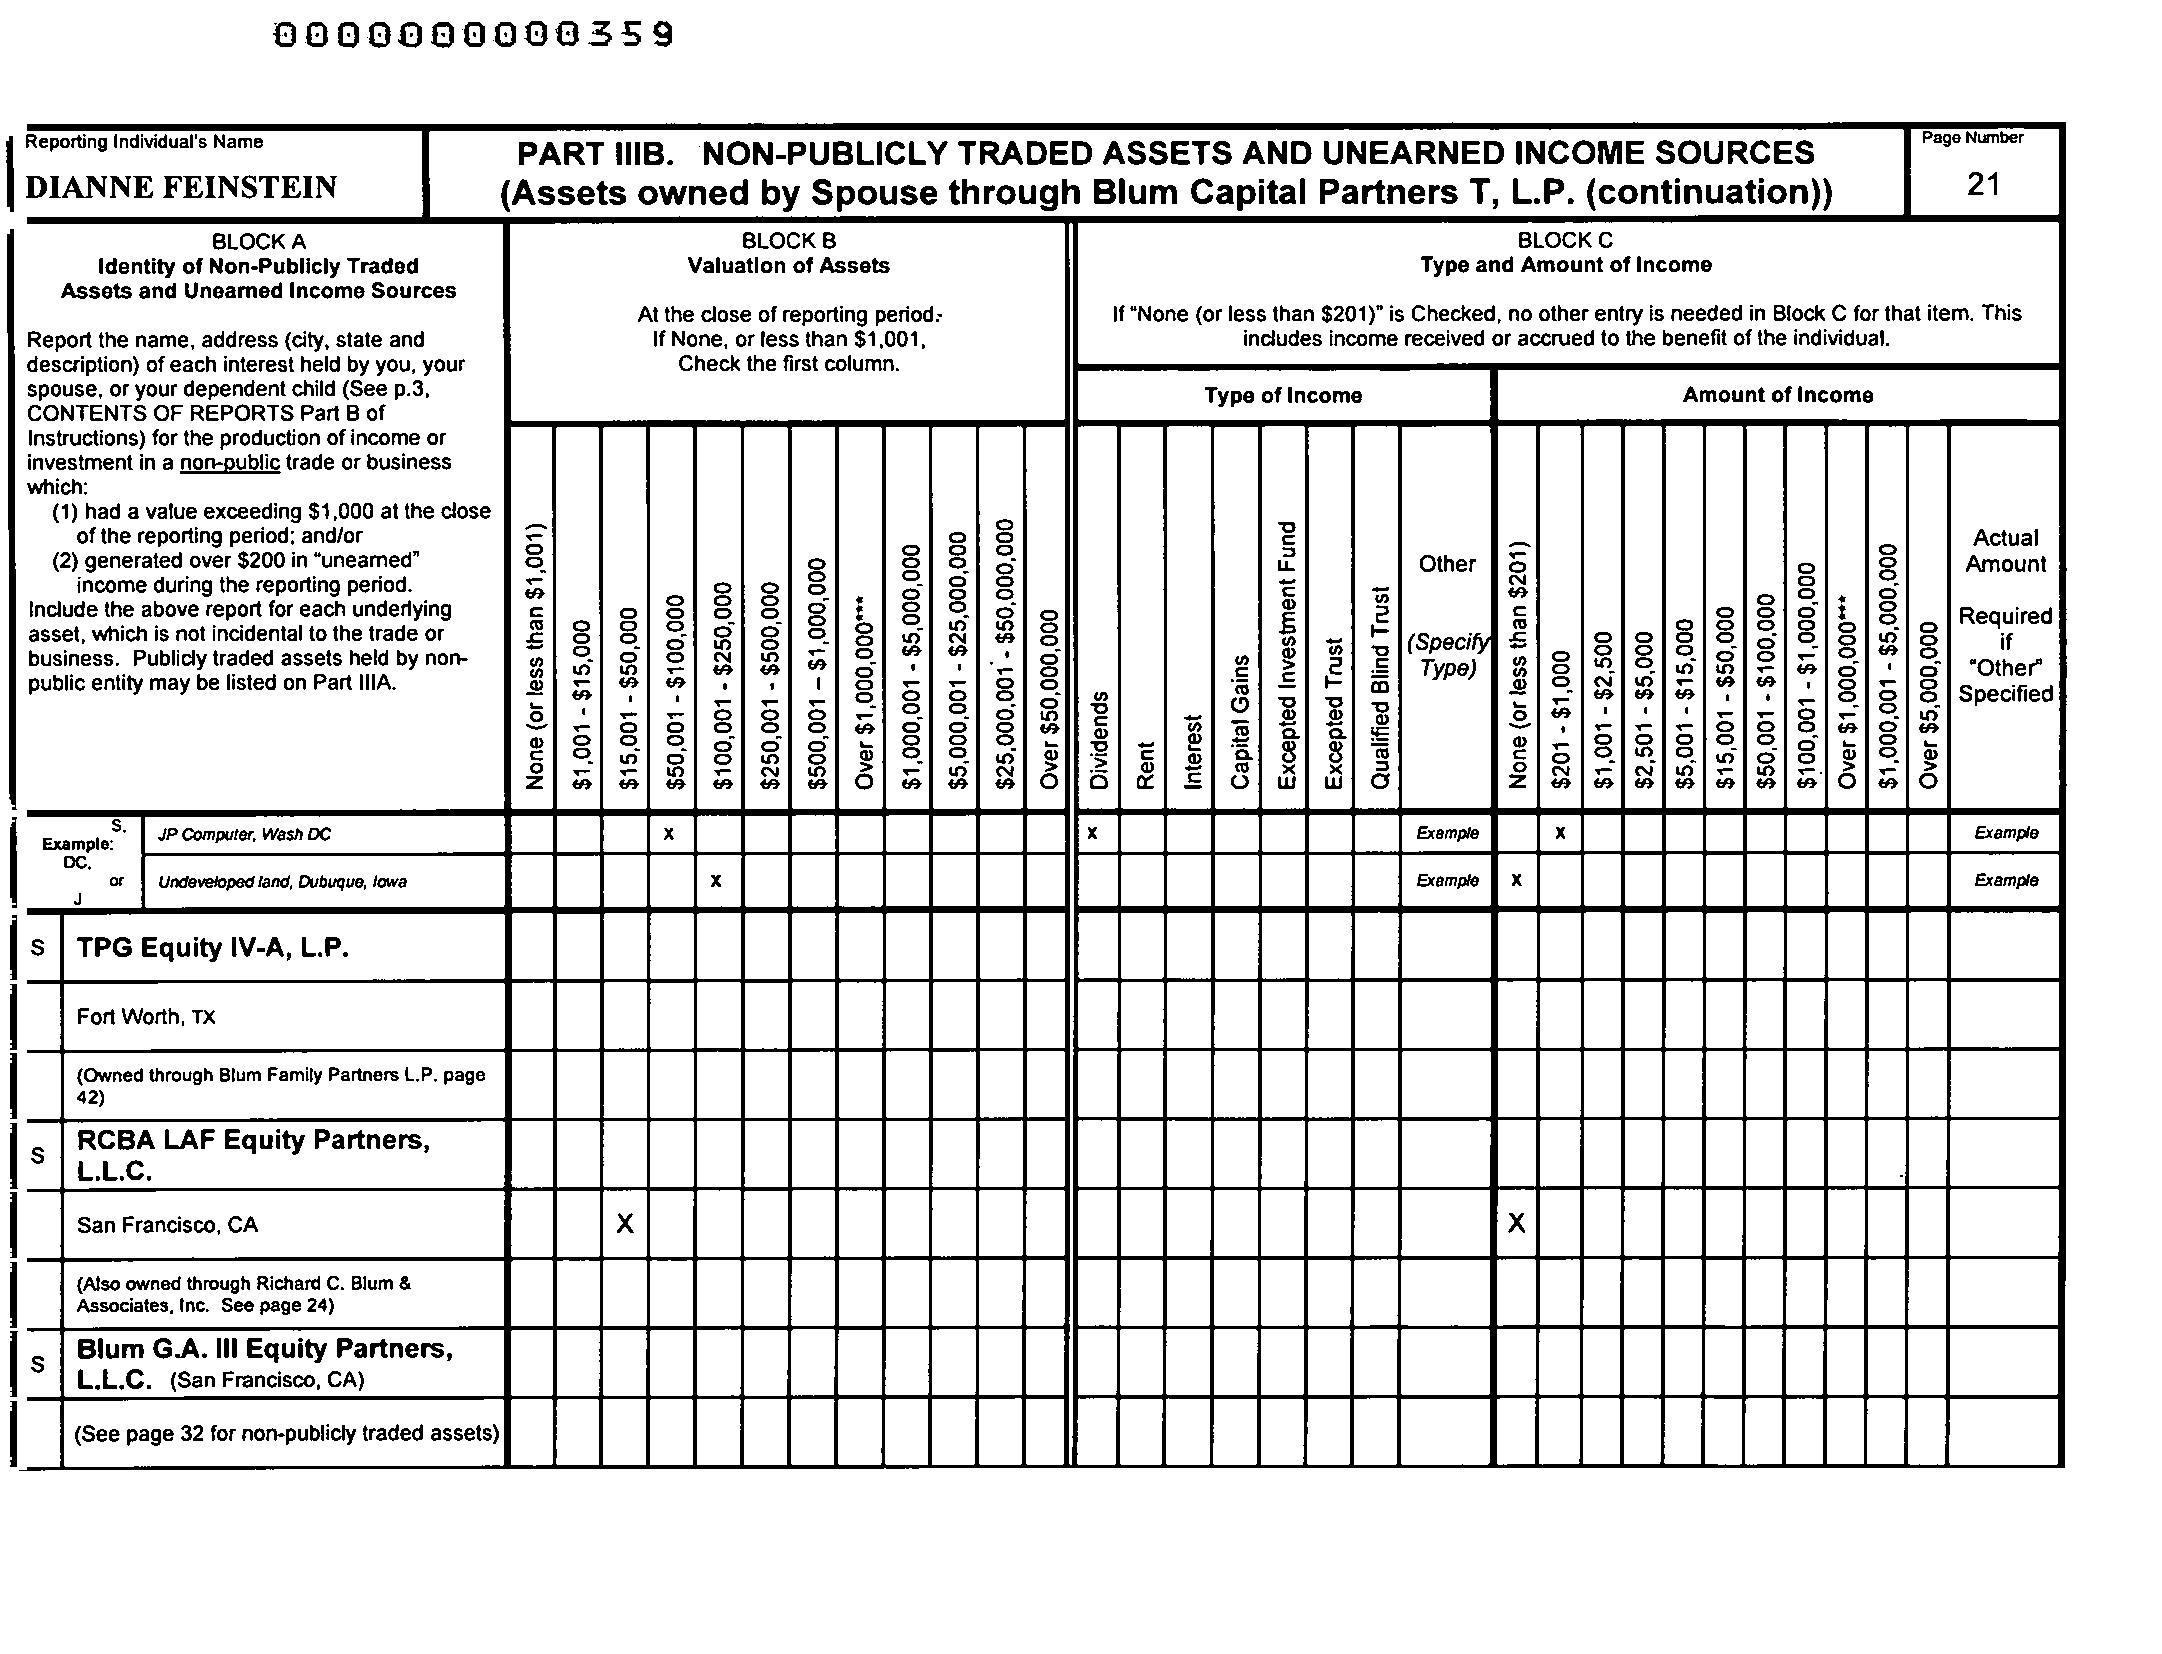 0000000000359
Reporting Individual's Name
DIANNE FEINSTEIN
PART IIIB. NON-PUBLICLY TRADED ASSETS AND UNEARNED INCOME SOURCES
(Assets owned by Spouse through Blum Capital Partners T, L.P. (continuation))
Page Number
21
BLOCK A
Identity of Non-Publicly Traded
Assets and Unearned Income Sources
Report the name, address (city, state and
description) of each interest held by you, your
spouse, or your dependent child (See p.3,
CONTENTS OF REPORTS Part B of
Instructions) for the production of income or
investment in a non-public trade or business
which:
(1) had a value exceeding $1,000 at the close
of the reporting period; and/or
(2) generated over $200 in "unearned"
income during the reporting period.
Include the above report for each underlying
asset, which is not incidental to the trade or
business. Publicly traded assets held by non-
public entity may be listed on Part IIIA.
BLOCK B
Valuation of Assets
At the close of reporting period.
If None, or less than $1,001,
Check the first column.
None (or less than $1,001)
$1,001 - $15,000
$15,001 - $50,000
$50,001 - $100,000
$100,001 - $250,000
$250,001 - $500,000
$500,001 – $1,000,000
Over $1,000,000***
$1,000,001 - $5,000,000
$5,000,001 - $25,000,000
$25,000,001 - $50,000,000
Over $50,000,000
BLOCK C
Type and Amount of Income
If "None (or less than $201)" is Checked, no other entry is needed in Block C for that item. This
includes income received or accrued to the benefit of the individual.
Type of Income
Dividends
Rent
Interest
Capital Gains
Excepted Investment Fund
Excepted Trust
Qualified Blind Trust
Other
(Specify
Type)
Amount of Income
None (or less than $201)
$201 - $1,000
$1,001 - $2,500
$2,501 - $5,000
$5,001 - $15,000
$15,001 - $50,000
$50,001 - $100,000
$100,001 - $1,000,000
Over $1,000,000***
$1,000,001 - $5,000,000
Over $5,000,000
Actual
Amount
Required
if
"Other"
Specified
Example:
S,
DC,
or
J
JP Computer, Wash DC X X Example X Example
Undeveloped land, Dubuque, Iowa X Example X Example
S TPG Equity IV-A, L.P.
Fort Worth, TX
(Owned through Blum Family Partners L.P. page
42)
S RCBA LAF Equity Partners,
L.L.C.
San Francisco, CA X X
(Also owned through Richard C. Blum &
Associates, Inc. See page 24)
S Blum G.A. III Equity Partners,
L.L.C. (San Francisco, CA)
(See page 32 for non-publicly traded assets)